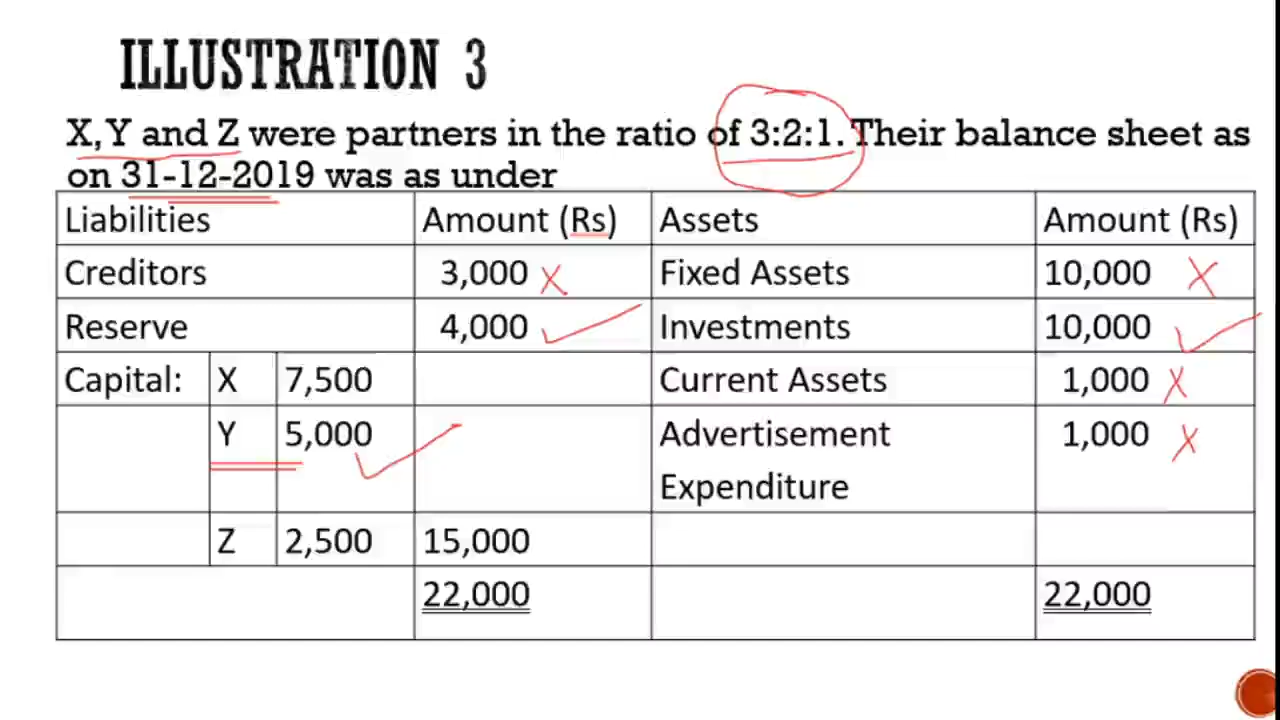 ILLUSTRATION 3
X, Y and Z were partners in the ratio of 3:2:1. Their balance sheet as
on 31-12-2019 was as under
Liabilities Amount (Rs) Assets Amount (Rs)
Creditors 3,000 Fixed Assets 10,000
Reserve 4,000 Investments 10,000
Capital: X 7,500 Current Assets 1,000
Y 5,000 Advertisement 1,000
Expenditure
Z 2,500 15,000
22,000 22,000